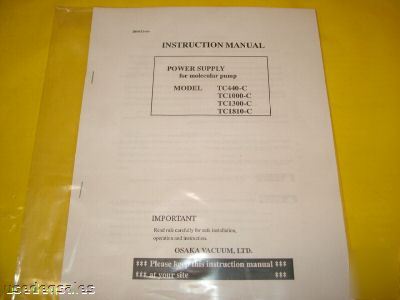 INSTRUCTION MANUAL
POWER SUPPLY
for molecular pump
MODEL TC440-C
TC1000-C
TC1300-C
TC1810-C
IMPORTANT
Read rule carefully for safe installation,
operation and instruction.
OSAKA VACUUM, LTD.
*** Please keep this instruction manual ***
*** at your site ***
usedensales